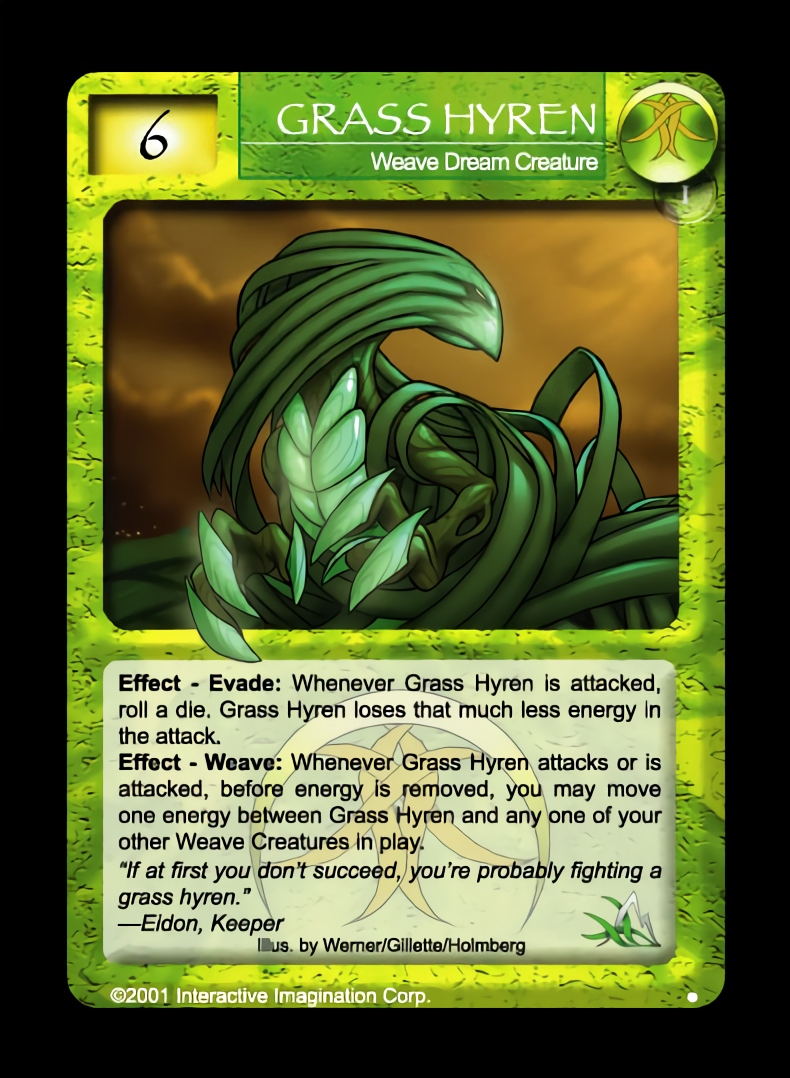 6
GRASS HYREN
Weave Dream Creature
I
Effect - Evade: Whenever Grass Hyren is attacked,
roll a die. Grass Hyren loses that much less energy in
the attack.
Effect - Weave: Whenever Grass Hyren attacks or is
attacked, before energy is removed, you may move
one energy between Grass Hyren and any one of your
other Weave Creatures in play.
“If at first you don’t succeed, you’re probably fighting a
grass hyren.”
—Eidon, Keeper
Illus. by Werner/Gillette/Holmberg
©2001 Interactive Imagination Corp.